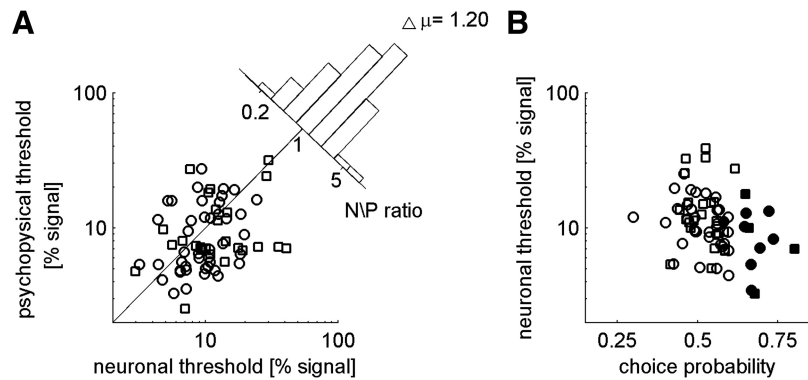 A
△ μ= 1.20
B
psychopysical threshold
[% signal]
100
10
0.2
1
5
N\P ratio
10
100
neuronal threshold [% signal]
neuronal threshold [% signal]
100
10
0.25
0.5
0.75
choice probability